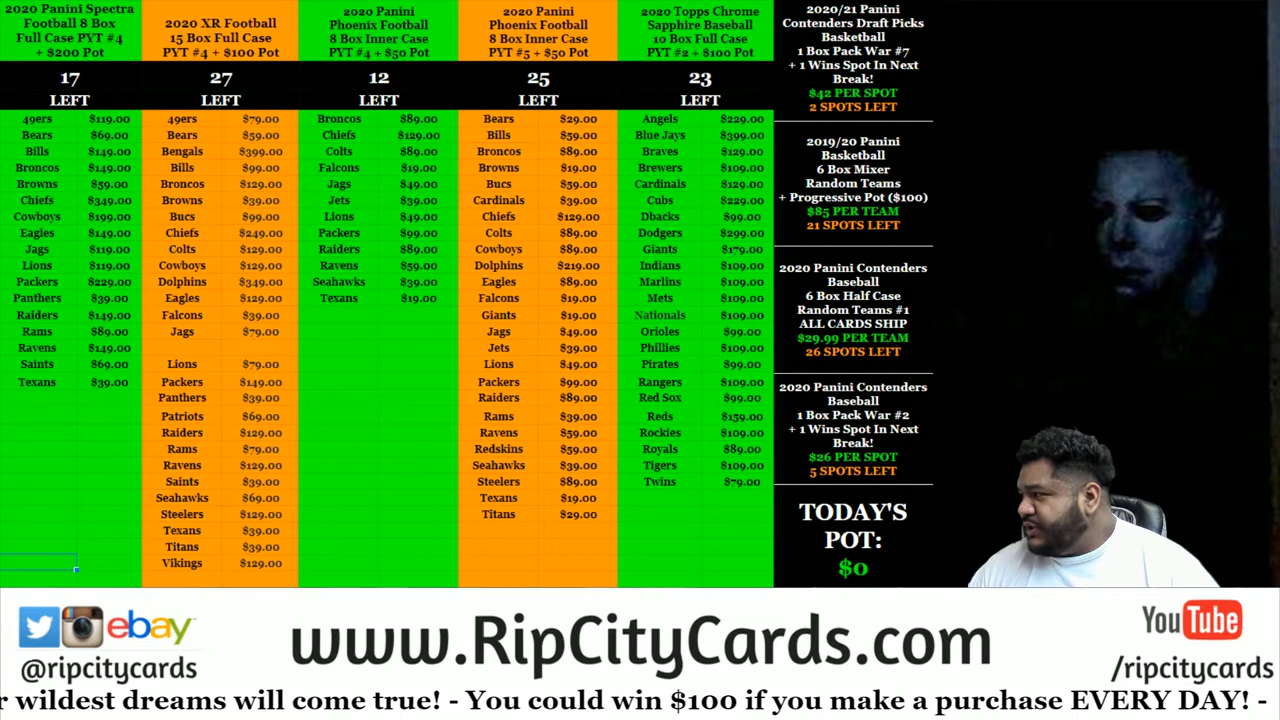 2020 Panini Spectra
Football 8 Box
Full Case PYT #4
+ $200 Pot
17
LEFT
49ers $119.00
Bears $69.00
Bills $149.00
Broncos $149.00
Browns $59.00
Chiefs $349.00
Cowboys $199.00
Eagles $149.00
Jags $119.00
Lions $119.00
Packers $229.00
Panthers $39.00
Raiders $149.00
Rams $89.00
Ravens $149.00
Saints $69.00
Texans $39.00
2020 XR Football
15 Box Full Case
PYT #4 + $100 Pot
27
LEFT
49ers $79.00
Bears $59.00
Bengals $399.00
Bills $99.00
Broncos $129.00
Browns $39.00
Bucs $99.00
Chiefs $249.00
Colts $129.00
Cowboys $129.00
Dolphins $349.00
Eagles $129.00
Falcons $39.00
Jags $79.00
Lions $79.00
Packers $149.00
Panthers $39.00
Patriots $69.00
Raiders $129.00
Rams $79.00
Ravens $129.00
Saints $39.00
Seahawks $69.00
Steelers $129.00
Texans $39.00
Titans $39.00
Vikings $129.00
2020 Panini
Phoenix Football
8 Box Inner Case
PYT #4 + $50 Pot
12
LEFT
Broncos $89.00
Chiefs $129.00
Colts $89.00
Falcons $19.00
Jags $49.00
Jets $39.00
Lions $49.00
Packers $99.00
Raiders $89.00
Ravens $59.00
Seahawks $39.00
Texans $19.00
2020 Panini
Phoenix Football
8 Box Inner Case
PYT #5 + $50 Pot
25
LEFT
Bears $29.00
Bills $59.00
Broncos $89.00
Browns $19.00
Bucs $59.00
Cardinals $39.00
Chiefs $129.00
Colts $89.00
Cowboys $89.00
Dolphins $219.00
Eagles $89.00
Falcons $19.00
Giants $19.00
Jags $49.00
Jets $39.00
Lions $49.00
Packers $99.00
Raiders $89.00
Rams $39.00
Ravens $59.00
Redskins $59.00
Seahawks $39.00
Steelers $89.00
Texans $19.00
Titans $29.00
2020 Topps Chrome
Sapphire Baseball
10 Box Full Case
PYT #2 + $100 Pot
23
LEFT
Angels $229.00
Blue Jays $399.00
Braves $129.00
Brewers $109.00
Cardinals $129.00
Cubs $229.00
Dbacks $99.00
Dodgers $299.00
Giants $179.00
Indians $109.00
Marlins $109.00
Mets $109.00
Nationals $109.00
Orioles $99.00
Phillies $109.00
Pirates $99.00
Rangers $109.00
Red Sox $99.00
Reds $159.00
Rockies $109.00
Royals $89.00
Tigers $109.00
Twins $79.00
2020/21 Panini
Contenders Draft Picks
Basketball
1 Box Pack War #7
+ 1 Wins Spot In Next
Break!
$42 PER SPOT
2 SPOTS LEFT
2019/20 Panini
Basketball
6 Box Mixer
Random Teams
+ Progressive Pot ($100)
$85 PER TEAM
21 SPOTS LEFT
2020 Panini Contenders
Baseball
6 Box Half Case
Random Teams #1
ALL CARDS SHIP
$29.99 PER TEAM
26 SPOTS LEFT
2020 Panini Contenders
Baseball
1 Box Pack War #2
+ 1 Wins Spot In Next
Break!
$26 PER SPOT
5 SPOTS LEFT
TODAY'S
POT:
$0
ebay
@ripcitycards
www.RipCityCards.com
YouTube
/ripcitycards
r wildest dreams will come true! - You could win $100 if you make a purchase EVERY DAY! -